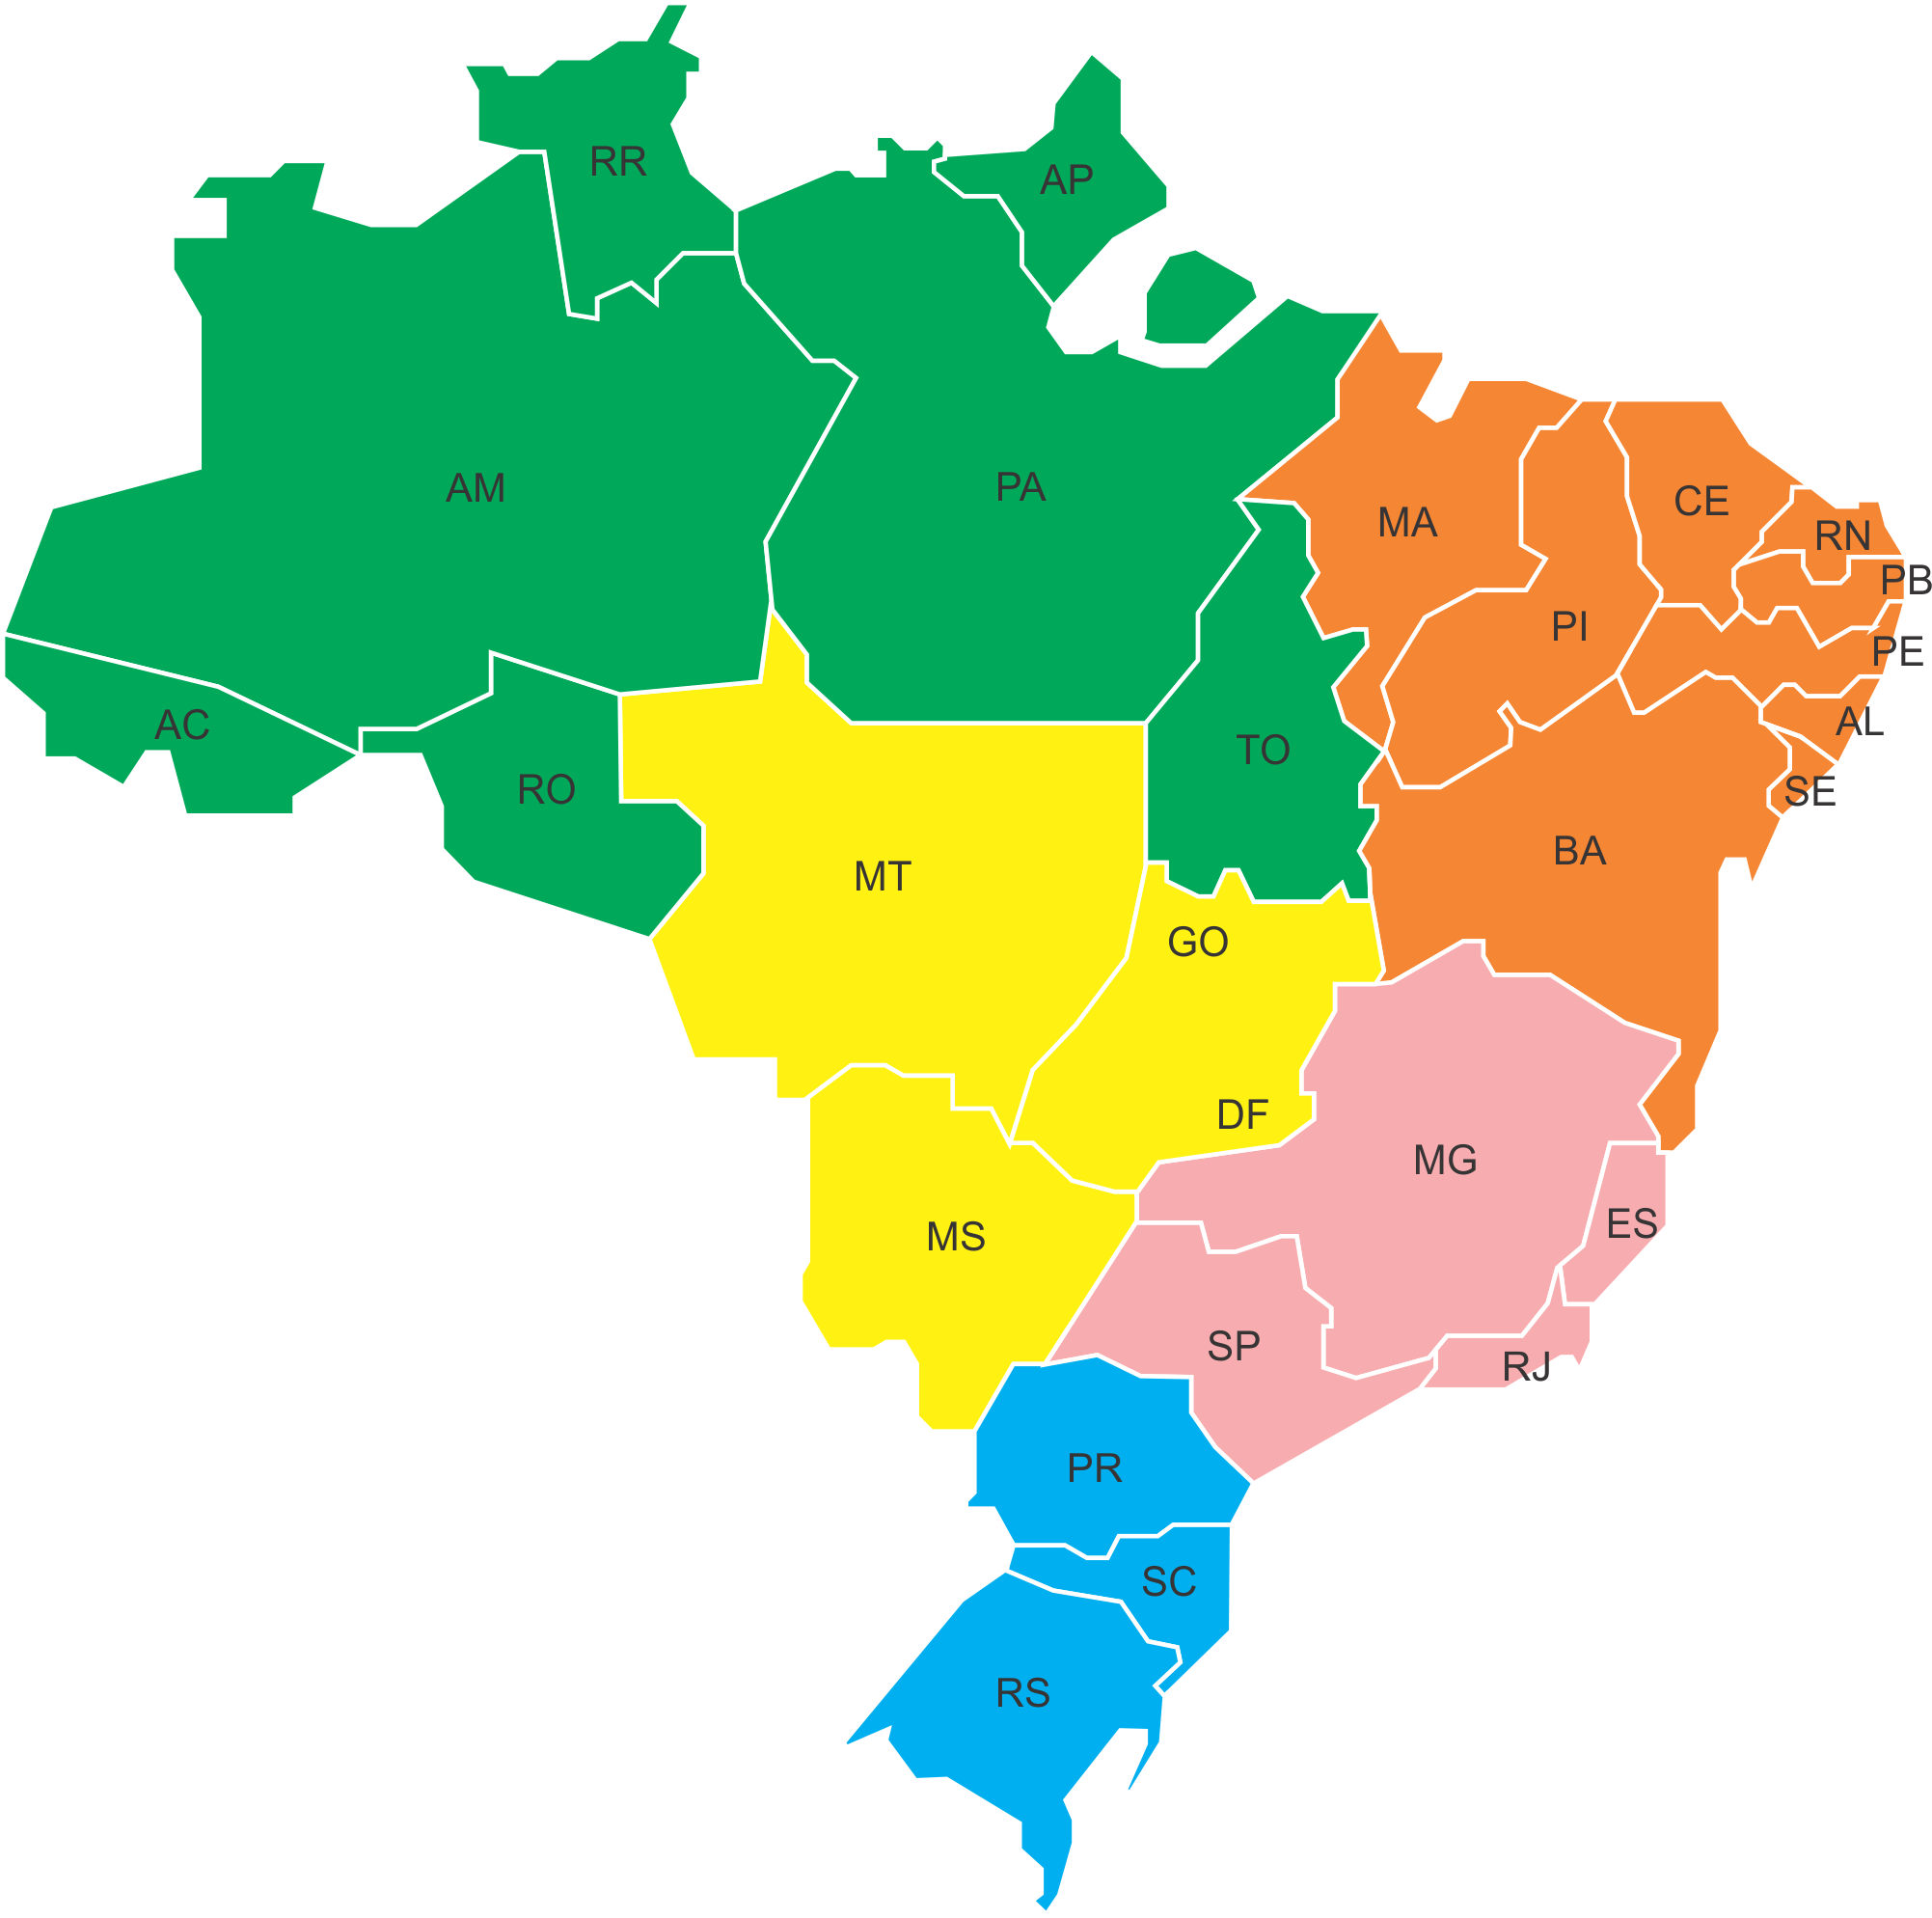 RR
AP
AM
PA
MA
CE
RN
PB
PI
PE
AC
AL
TO
RO
SE
BA
MT
GO
DF
MG
ES
MS
SP
RJ
PR
SC
RS